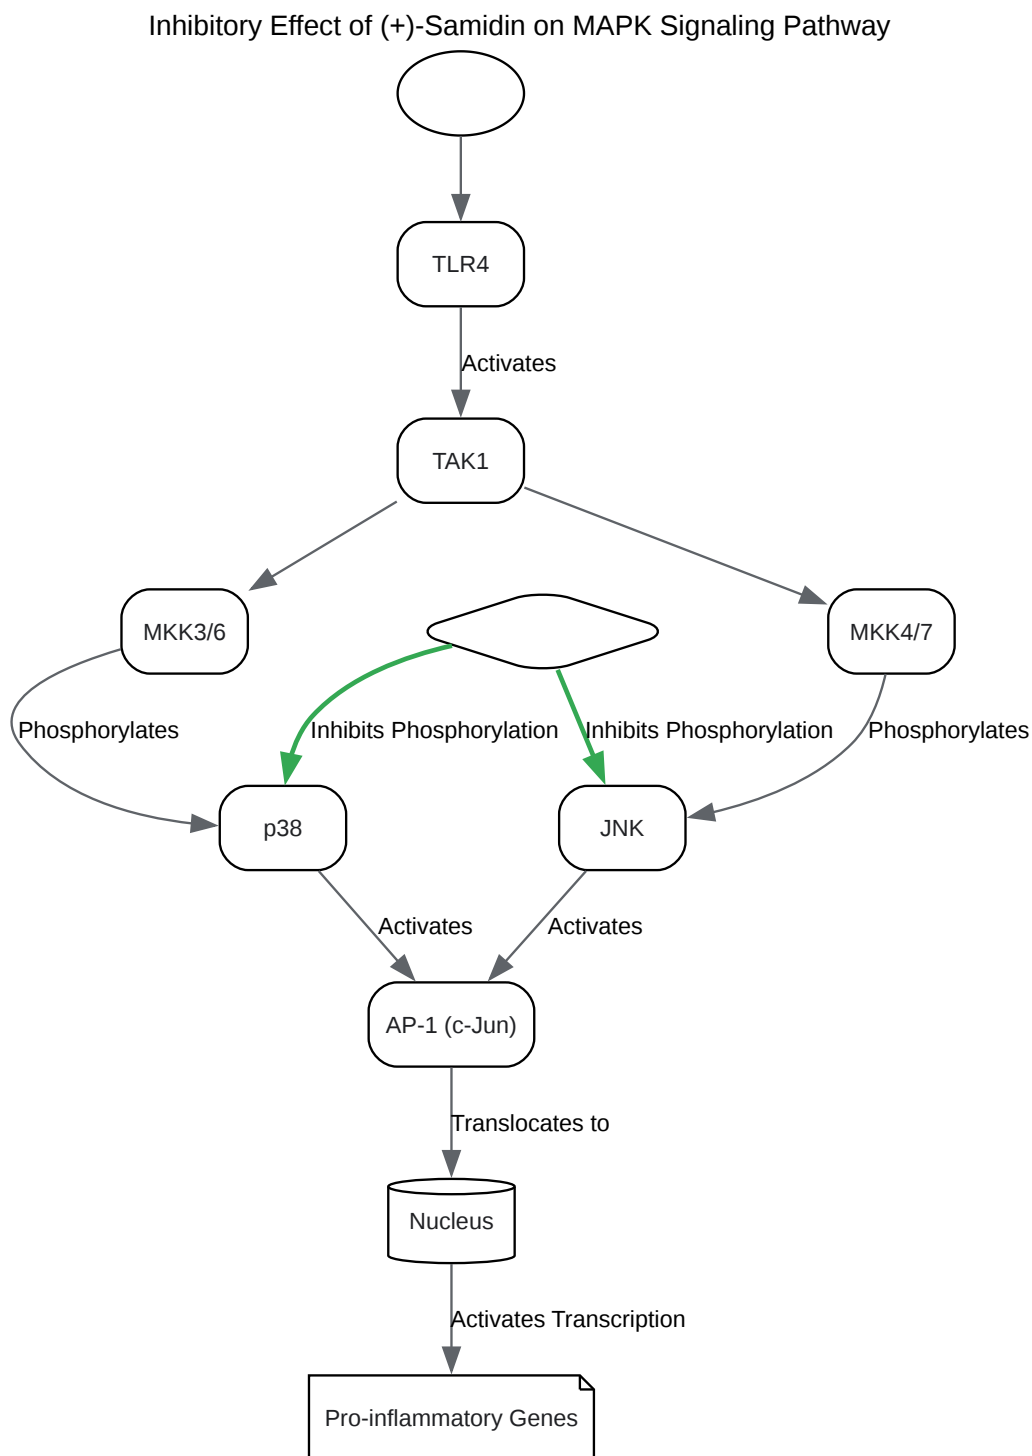 Inhibitory Effect of (+)-Samidin on MAPK Signaling Pathway
TLR4
Activates
TAK1
MKK3/6
MKK4/7
Phosphorylates
Inhibits Phosphorylation
Inhibits Phosphorylation
Phosphorylates
p38
JNK
Activates
Activates
AP-1 (c-Jun)
Translocates to
Nucleus
Activates Transcription
Pro-inflammatory Genes